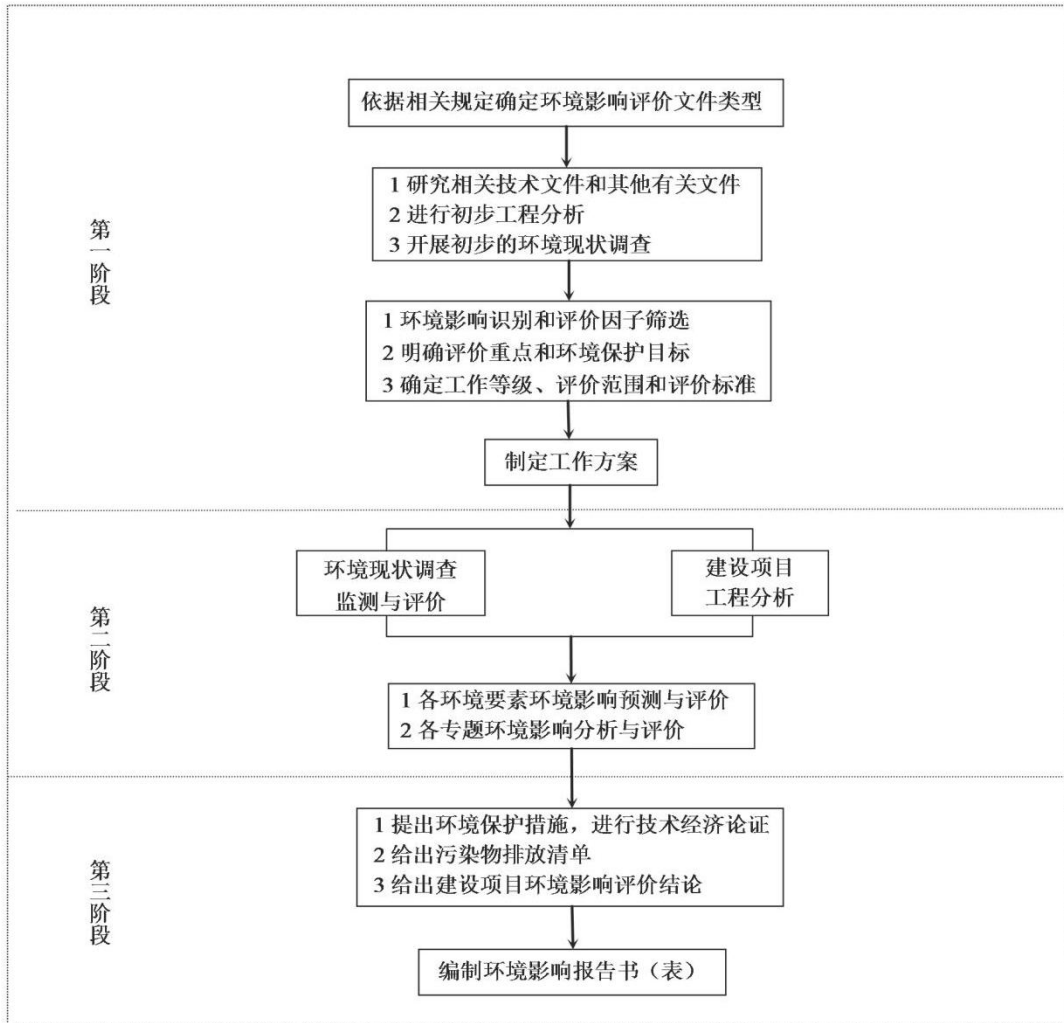 依据相关规定确定环境影响评价文件类型
1 研究相关技术文件和其他有关文件
2 进行初步工程分析
3 开展初步的环境现状调查
第一阶段
1 环境影响识别和评价因子筛选
2 明确评价重点和环境保护目标
3 确定工作等级、评价范围和评价标准
制定工作方案
环境现状调查
监测与评价
建设项目
工程分析
第二阶段
1 各环境要素环境影响预测与评价
2 各专题环境影响分析与评价
1 提出环境保护措施，进行技术经济论证
2 给出污染物排放清单
3 给出建设项目环境影响评价结论
第三阶段
编制环境影响报告书（表）